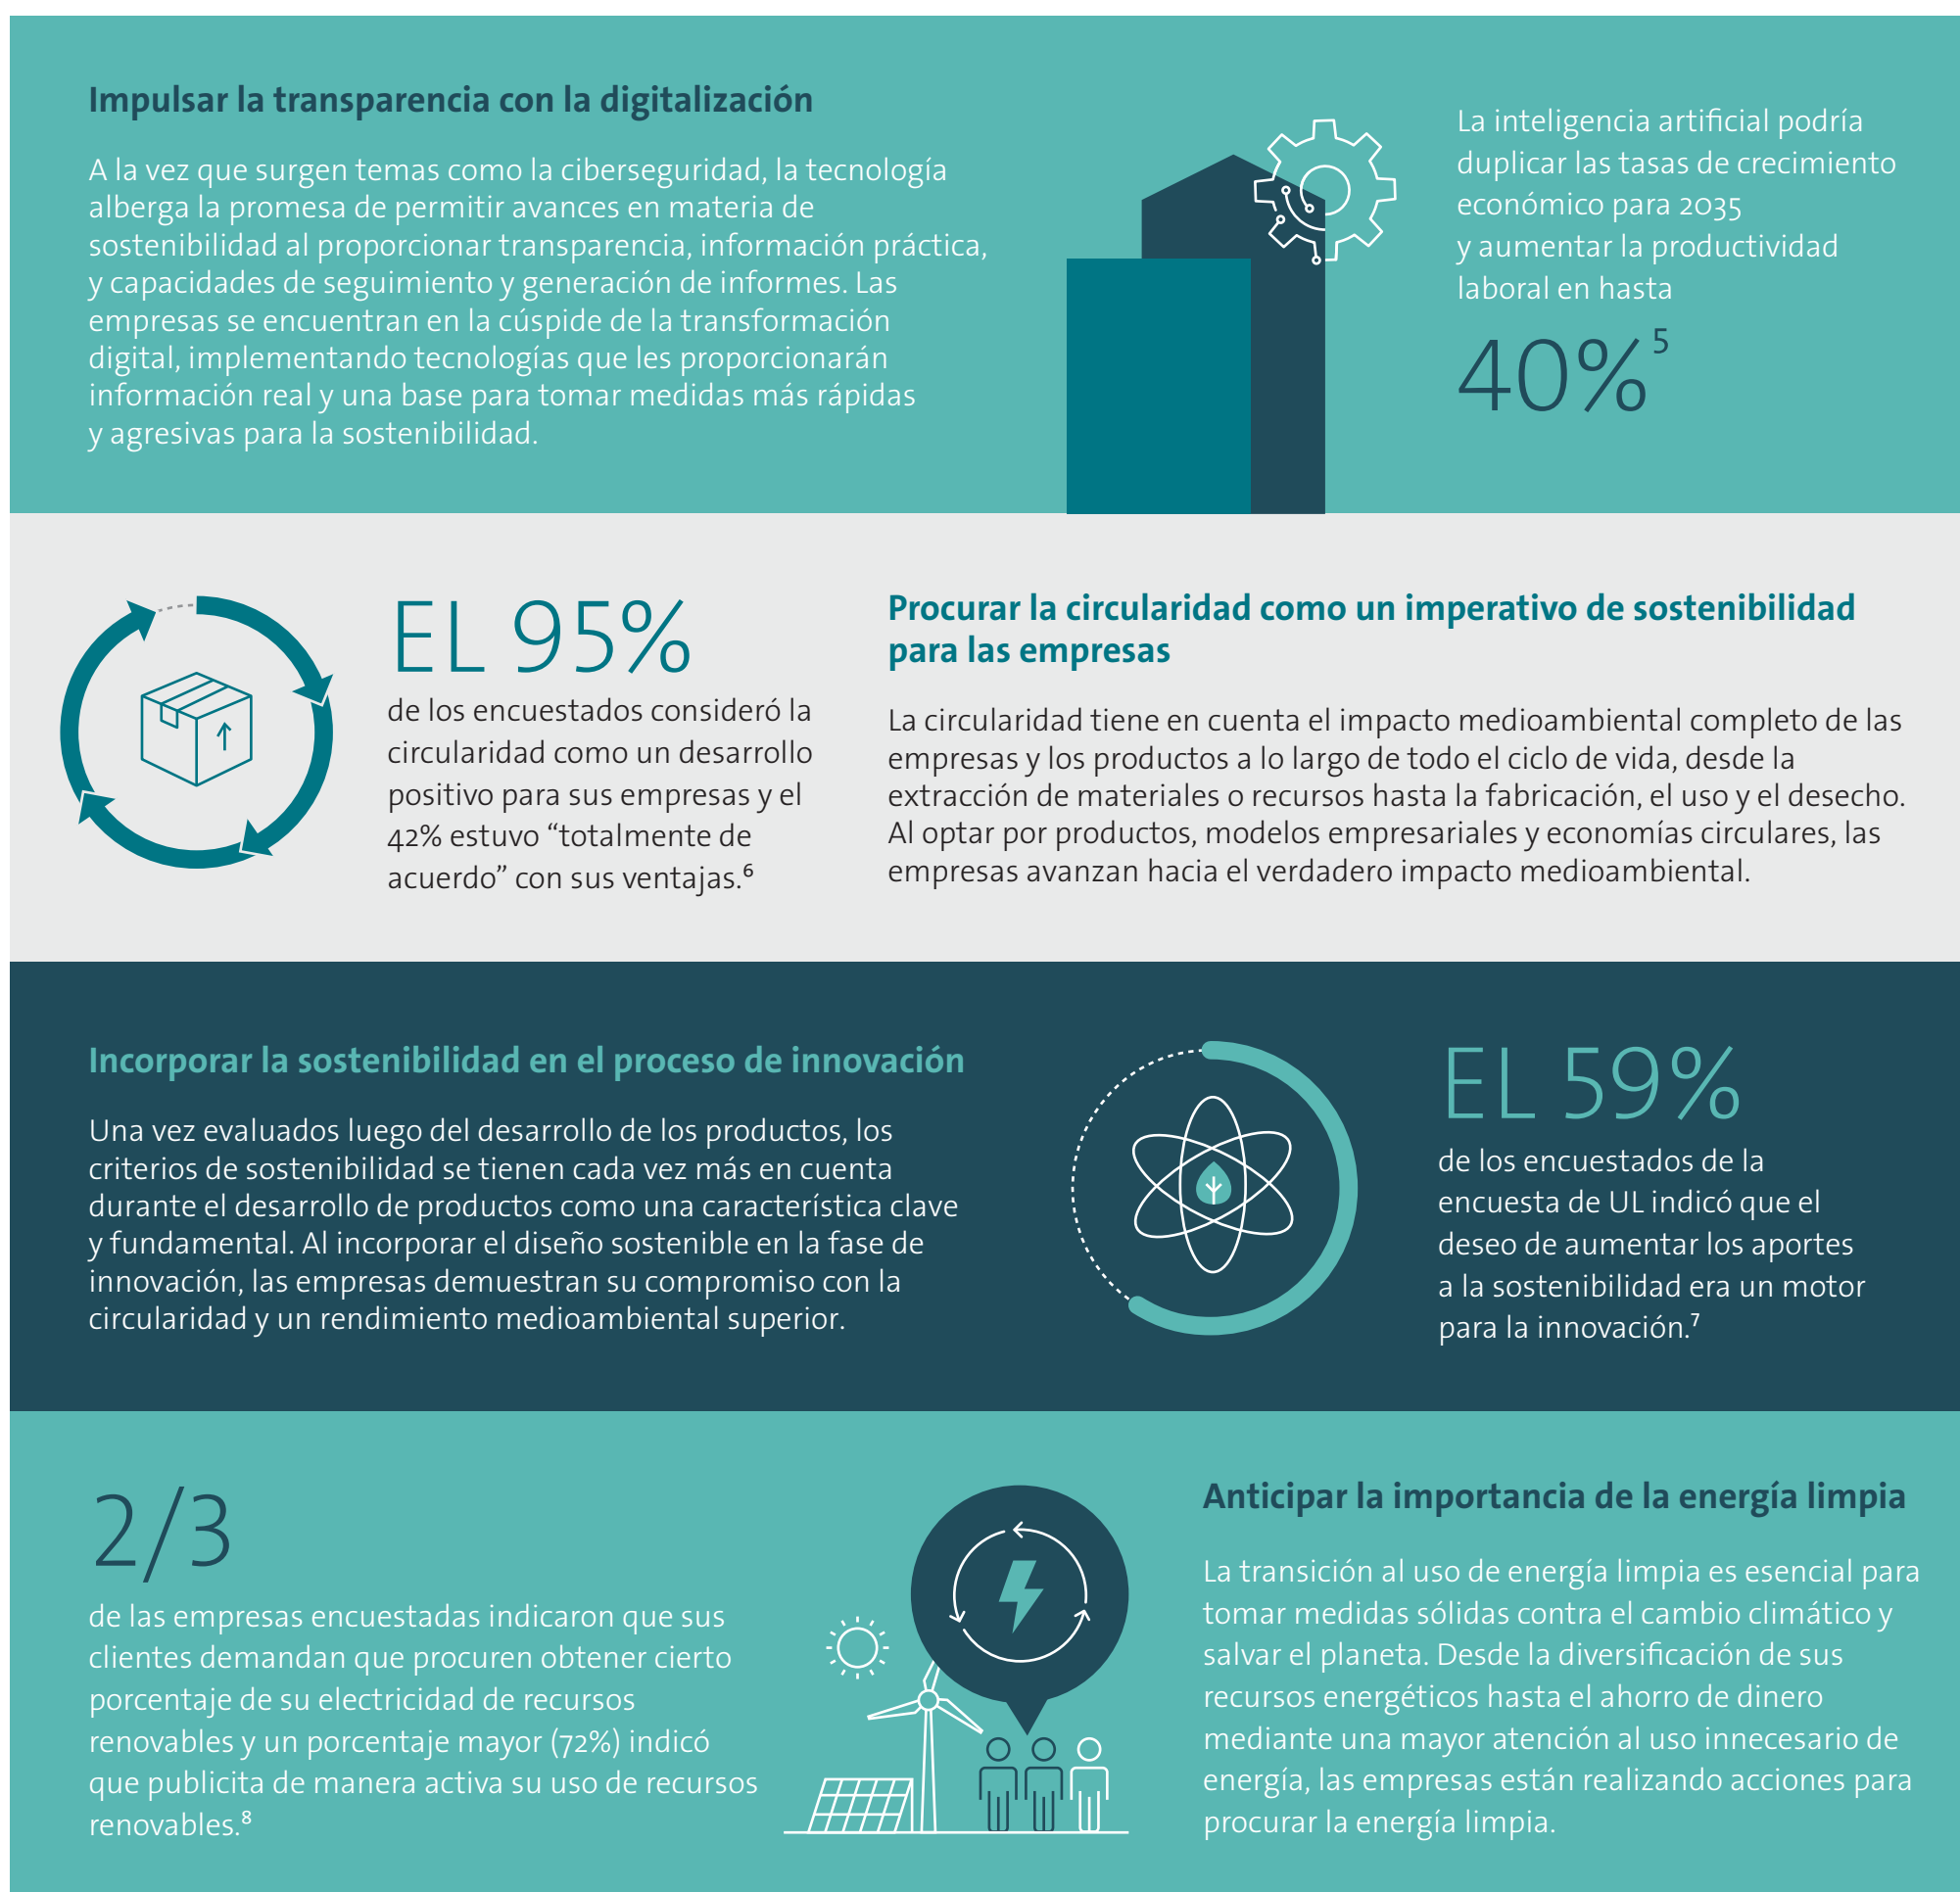 Impulsar la transparencia con la digitalización
A la vez que surgen temas como la ciberseguridad, la tecnología
alberga la promesa de permitir avances en materia de
sostenibilidad al proporcionar transparencia, información práctica,
y capacidades de seguimiento y generación de informes. Las
empresas se encuentran en la cúspide de la transformación
digital, implementando tecnologías que les proporcionarán
información real y una base para tomar medidas más rápidas
y agresivas para la sostenibilidad.
La inteligencia artificial podría
duplicar las tasas de crecimiento
económico para 2035
y aumentar la productividad
laboral en hasta
40%⁵
EL 95%
de los encuestados consideró la
circularidad como un desarrollo
positivo para sus empresas y el
42% estuvo “totalmente de
acuerdo” con sus ventajas.⁶
Procurar la circularidad como un imperativo de sostenibilidad
para las empresas
La circularidad tiene en cuenta el impacto medioambiental completo de las
empresas y los productos a lo largo de todo el ciclo de vida, desde la
extracción de materiales o recursos hasta la fabricación, el uso y el desecho.
Al optar por productos, modelos empresariales y economías circulares, las
empresas avanzan hacia el verdadero impacto medioambiental.
Incorporar la sostenibilidad en el proceso de innovación
Una vez evaluados luego del desarrollo de los productos, los
criterios de sostenibilidad se tienen cada vez más en cuenta
durante el desarrollo de productos como una característica clave
y fundamental. Al incorporar el diseño sostenible en la fase de
innovación, las empresas demuestran su compromiso con la
circularidad y un rendimiento medioambiental superior.
EL 59%
de los encuestados de la
encuesta de UL indicó que el
deseo de aumentar los aportes
a la sostenibilidad era un motor
para la innovación.⁷
2/3
de las empresas encuestadas indicaron que sus
clientes demandan que procuren obtener cierto
porcentaje de su electricidad de recursos
renovables y un porcentaje mayor (72%) indicó
que publicita de manera activa su uso de recursos
renovables.⁸
Anticipar la importancia de la energía limpia
La transición al uso de energía limpia es esencial para
tomar medidas sólidas contra el cambio climático y
salvar el planeta. Desde la diversificación de sus
recursos energéticos hasta el ahorro de dinero
mediante una mayor atención al uso innecesario de
energía, las empresas están realizando acciones para
procurar la energía limpia.